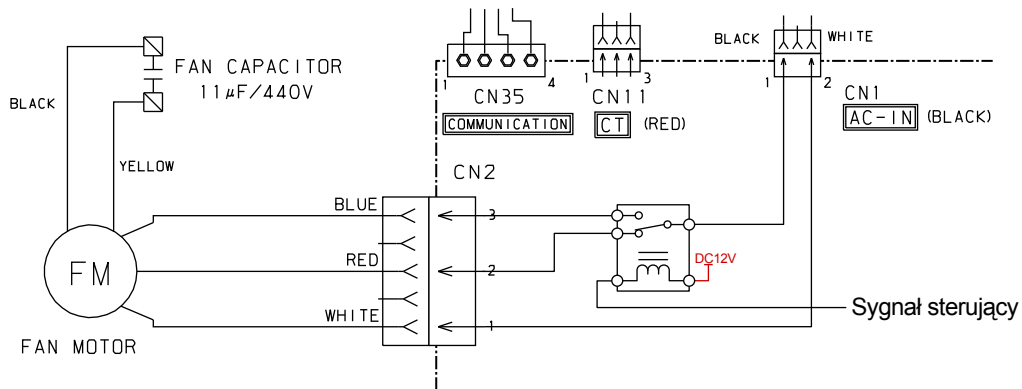 BLACK
FAN CAPACITOR
11μF/440V
YELLOW
FM
FAN MOTOR
BLUE
RED
WHITE
CN2
3
2
1
1
4
CN35
COMMUNICATION
1
3
CN11
CT (RED)
BLACK
WHITE
1
2
CN1
AC-IN (BLACK)
DC12V
Sygnał sterujący